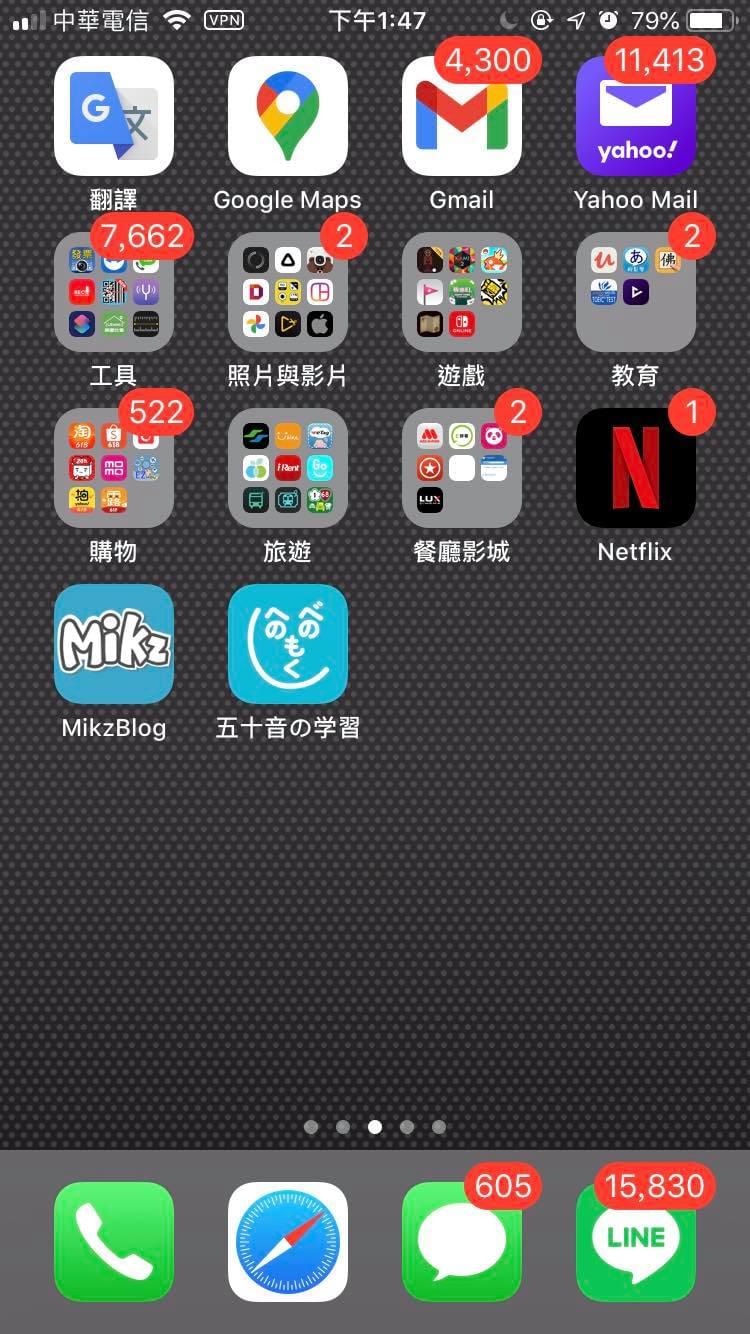 中華電信 VPN 下午1:47 79%
4,300 11,413
G 文 yahoo!
翻譯 Google Maps Gmail Yahoo Mail
7,662 2 2
工具 照片與影片 遊戲 教育
522 2 1
購物 旅遊 餐廳影城 Netflix
Mikz へのへのもく
MikzBlog 五十音の学習
605 15,830
LINE